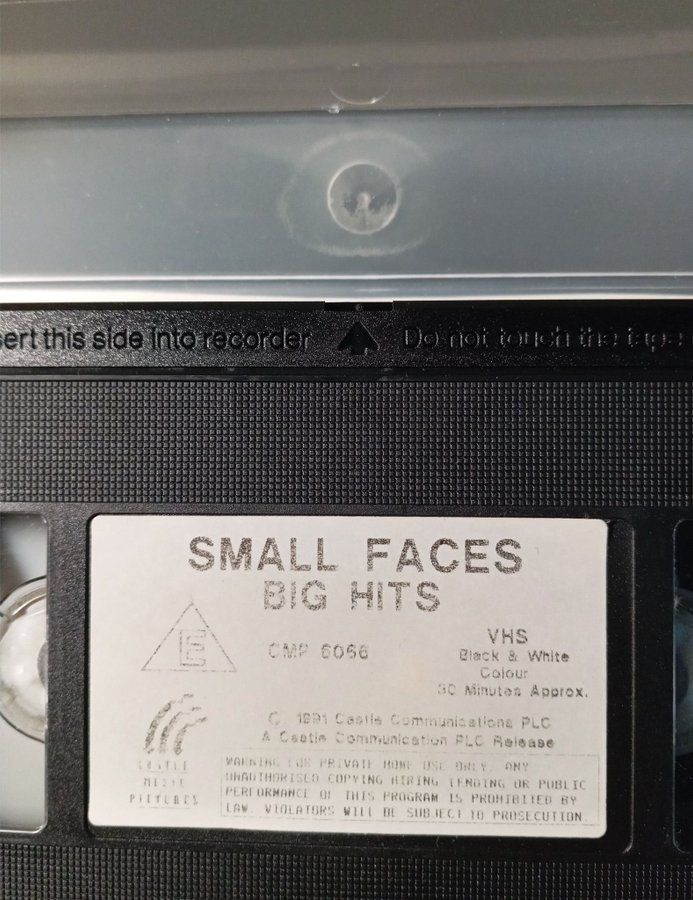 sert this side into recorder Do not touch the tape
SMALL FACES
BIG HITS
E
CMP 6066
VHS
Black & White
Colour
30 Minutes Approx.
© 1991 Castle Communications PLC
A Castle Communication PLC Release
CASTLE
MUSIC
PICTURES
WARNING FOR PRIVATE HOME USE ONLY. ANY
UNAUTHORISED COPYING HIRING LENDING OR PUBLIC
PERFORMANCE OF THIS PROGRAM IS PROHIBITED BY
LAW. VIOLATORS WILL BE SUBJECT TO PROSECUTION.